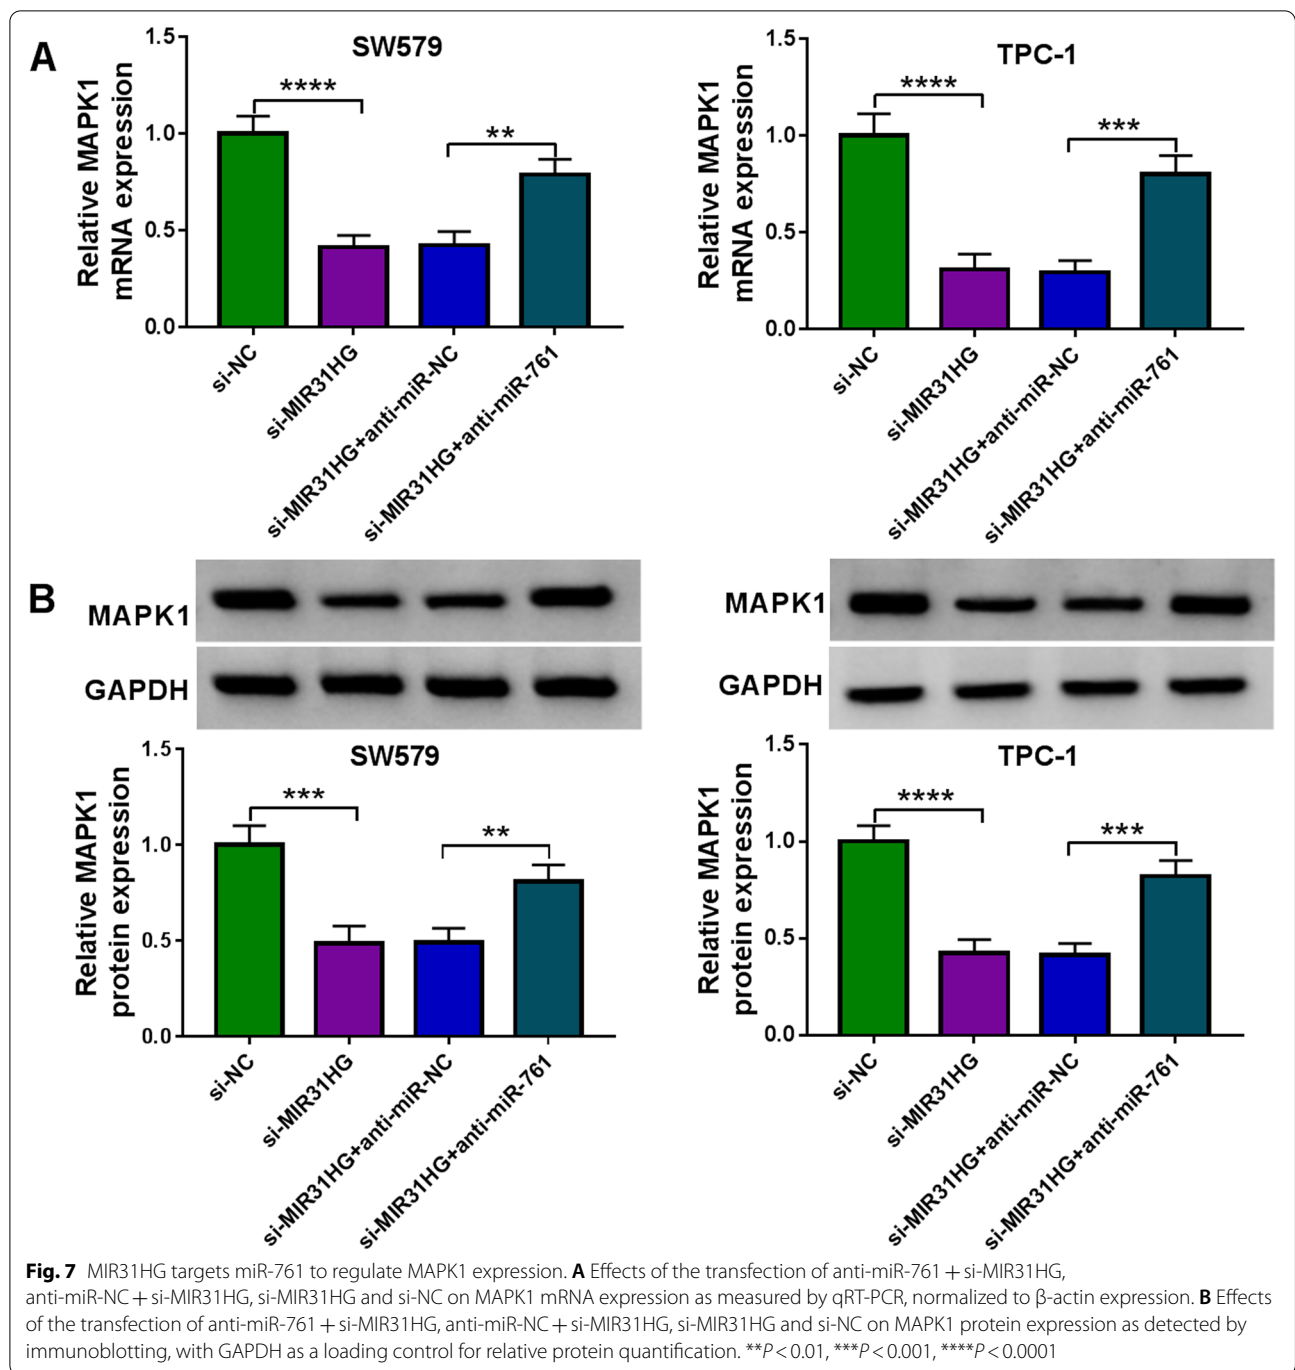 A
SW579
Relative MAPK1
mRNA expression
1.5
1.0
0.5
0.0
****
**
si-NC
si-MIR31HG
si-MIR31HG+anti-miR-NC
si-MIR31HG+anti-miR-761
TPC-1
Relative MAPK1
mRNA expression
1.5
1.0
0.5
0.0
****
***
si-NC
si-MIR31HG
si-MIR31HG+anti-miR-NC
si-MIR31HG+anti-miR-761
B
MAPK1
GAPDH
SW579
Relative MAPK1
protein expression
1.5
1.0
0.5
0.0
***
**
si-NC
si-MIR31HG
si-MIR31HG+anti-miR-NC
si-MIR31HG+anti-miR-761
MAPK1
GAPDH
TPC-1
Relative MAPK1
protein expression
1.5
1.0
0.5
0.0
****
***
si-NC
si-MIR31HG
si-MIR31HG+anti-miR-NC
si-MIR31HG+anti-miR-761
Fig. 7 MIR31HG targets miR-761 to regulate MAPK1 expression. A Effects of the transfection of anti-miR-761 + si-MIR31HG,
anti-miR-NC + si-MIR31HG, si-MIR31HG and si-NC on MAPK1 mRNA expression as measured by qRT-PCR, normalized to β-actin expression. B Effects
of the transfection of anti-miR-761 + si-MIR31HG, anti-miR-NC + si-MIR31HG, si-MIR31HG and si-NC on MAPK1 protein expression as detected by
immunoblotting, with GAPDH as a loading control for relative protein quantification. **P < 0.01, ***P < 0.001, ****P < 0.0001